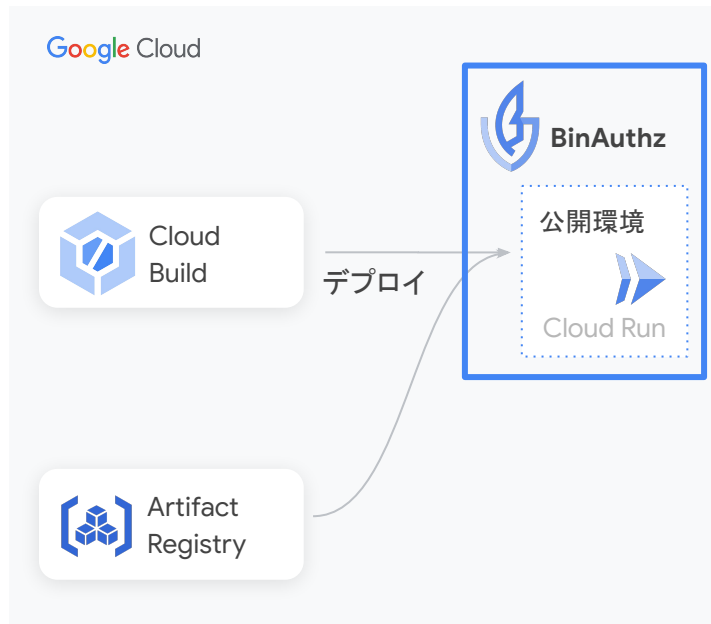 Google Cloud
BinAuthz
公開環境
Cloud Run
Cloud
Build
デプロイ
Artifact
Registry